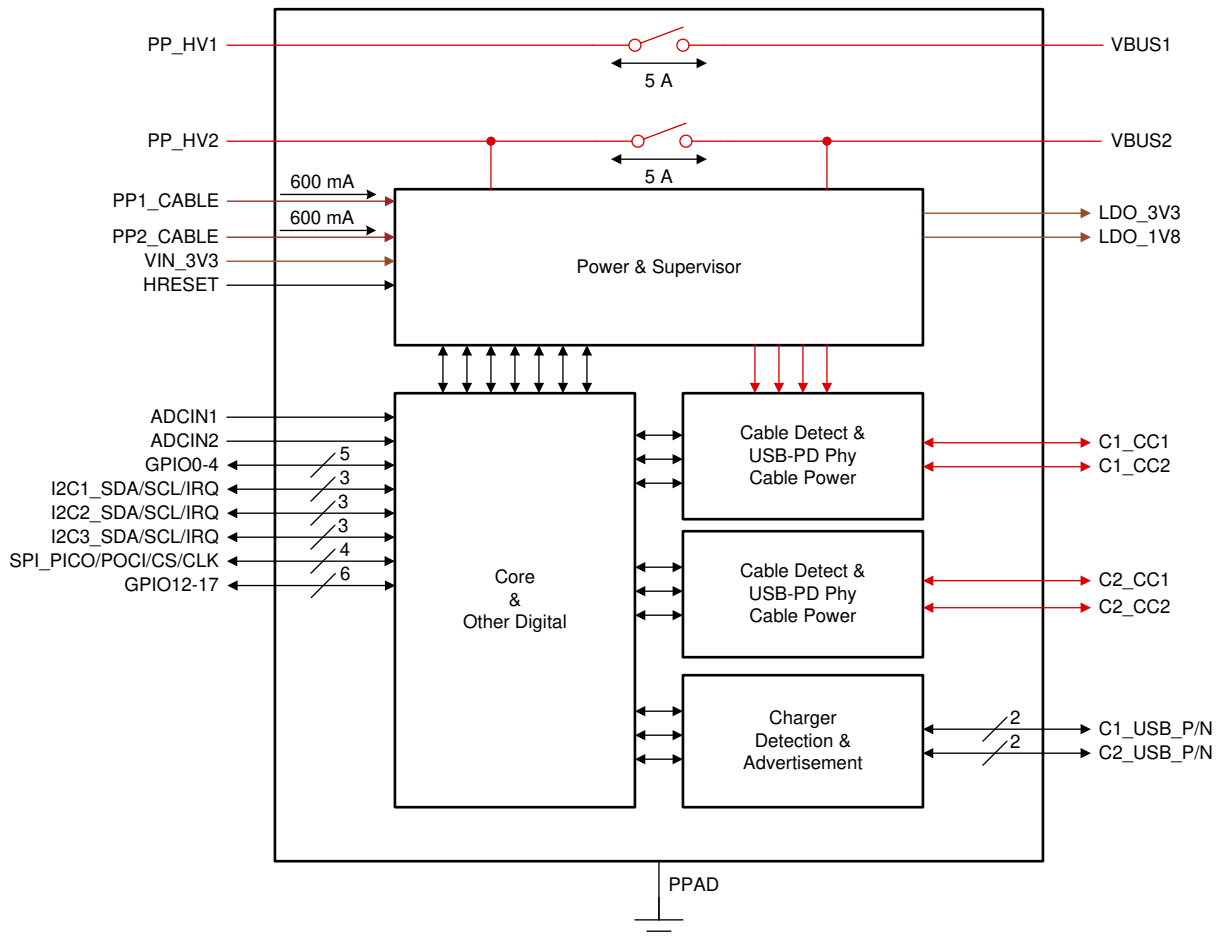 PP_HV1
VBUS1
5 A
PP_HV2
VBUS2
5 A
600 mA
PP1_CABLE
600 mA
PP2_CABLE
VIN_3V3
HRESET
Power & Supervisor
LDO_3V3
LDO_1V8
ADCIN1
ADCIN2
GPIO0-4
5
I2C1_SDA/SCL/IRQ
3
I2C2_SDA/SCL/IRQ
3
I2C3_SDA/SCL/IRQ
3
SPI_PICO/POCI/CS/CLK
4
GPIO12-17
6
Core
&
Other Digital
Cable Detect &
USB-PD Phy
Cable Power
C1_CC1
C1_CC2
Cable Detect &
USB-PD Phy
Cable Power
C2_CC1
C2_CC2
Charger
Detection &
Advertisement
2
C1_USB_P/N
2
C2_USB_P/N
PPAD